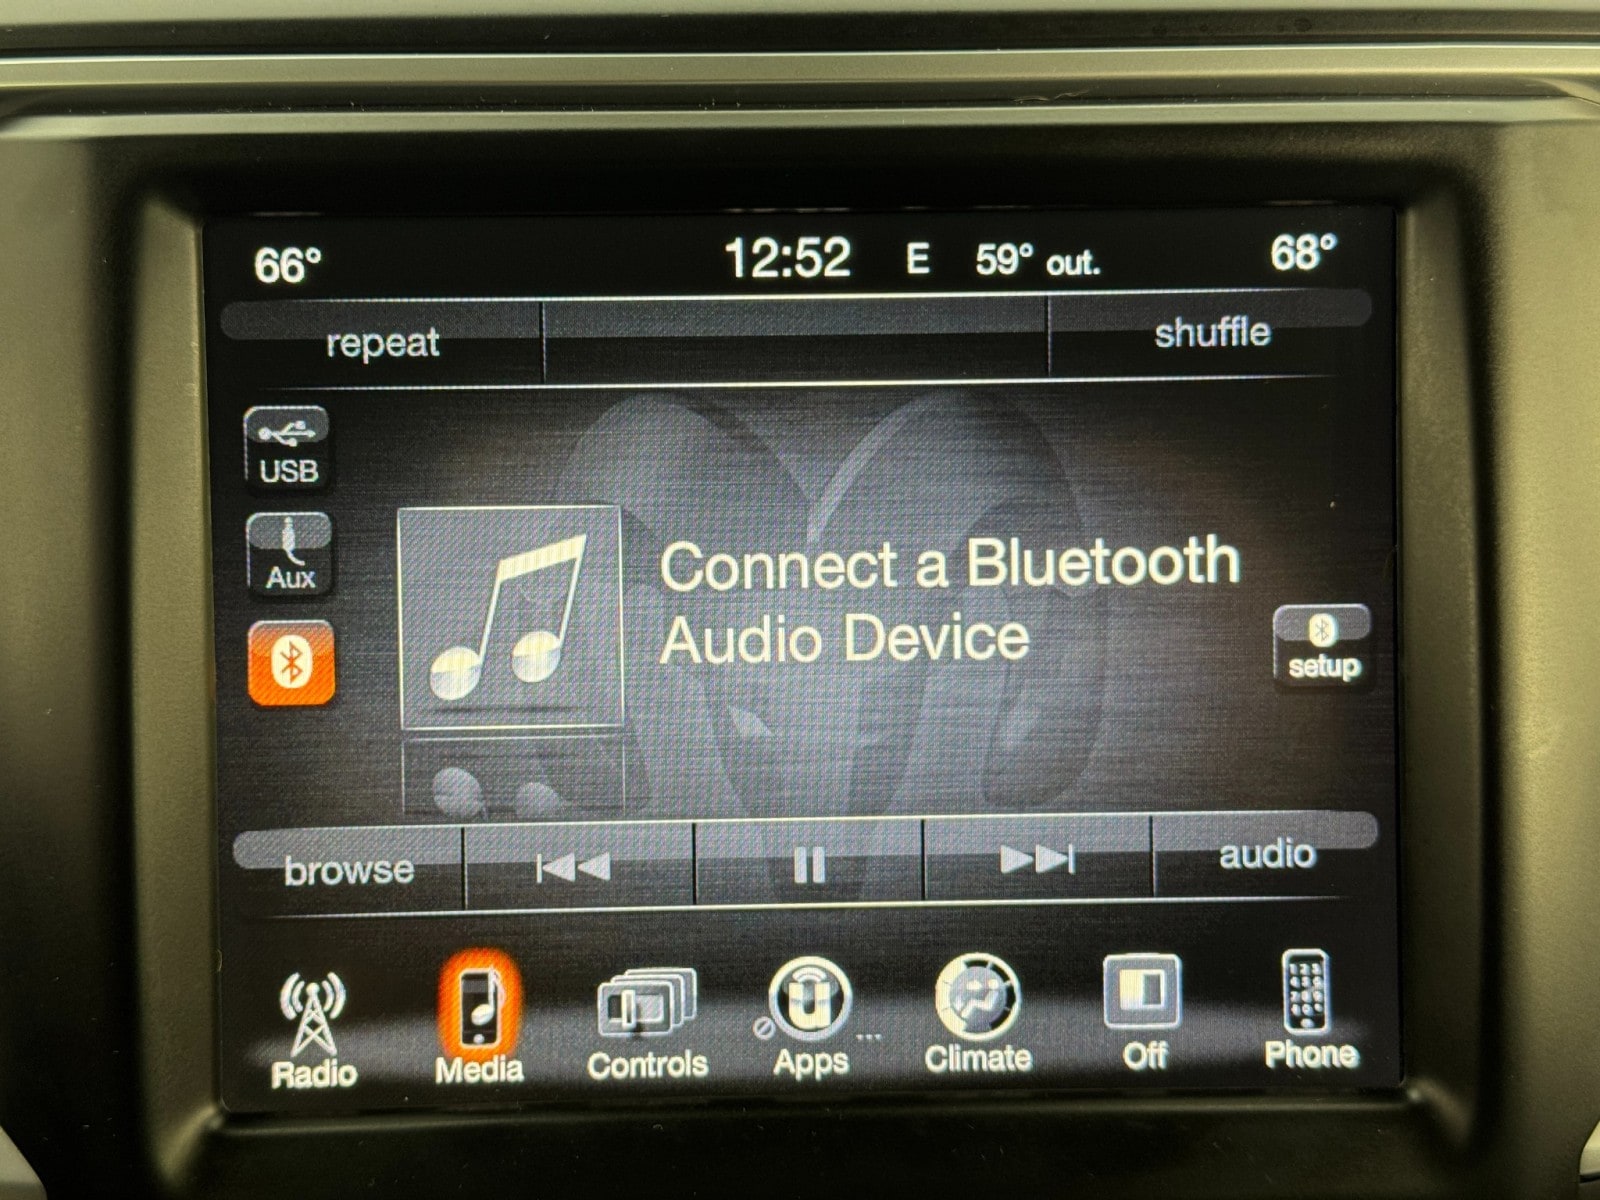 66° 12:52 E 59° out. 68°
repeat shuffle
USB
Aux
Connect a Bluetooth
Audio Device
setup
browse audio
Radio Media Controls Apps ... Climate Off Phone